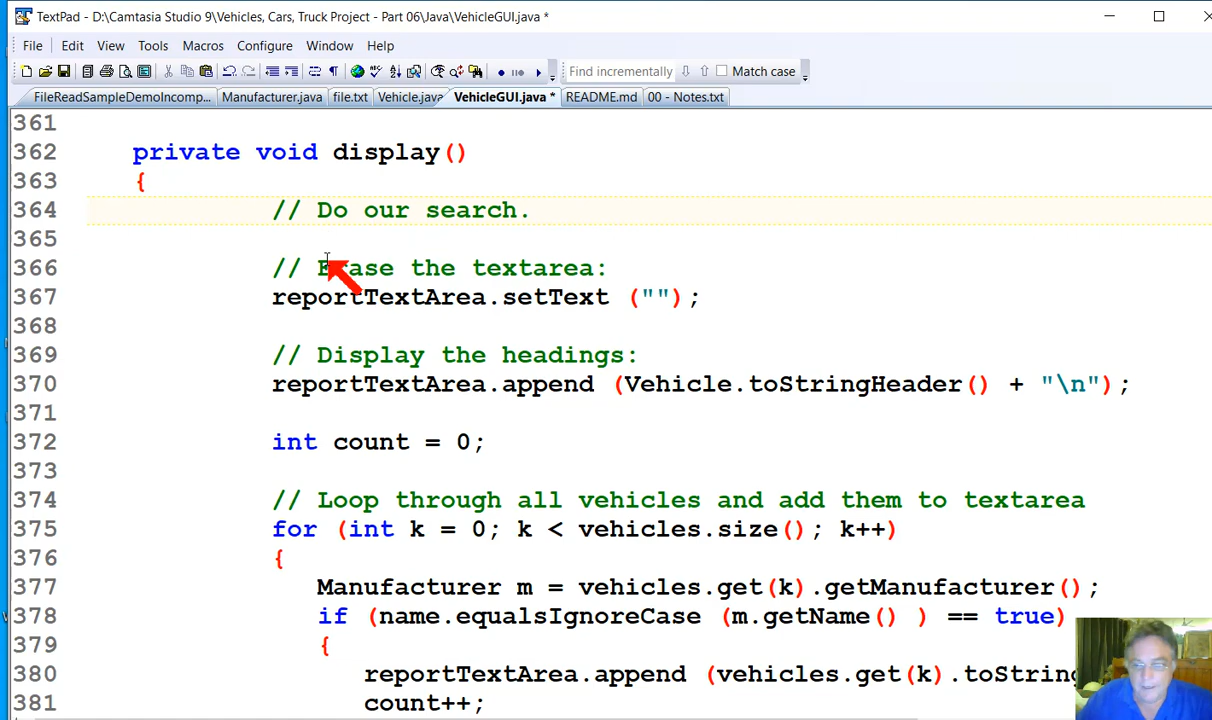 TextPad - D:\Camtasia Studio 9\Vehicles, Cars, Truck Project - Part 06\Java\VehicleGUI.java *
File Edit View Tools Macros Configure Window Help
Find incrementally Match case
FileReadSampleDemoIncomp... Manufacturer.java file.txt Vehicle.java VehicleGUI.java * README.md 00 - Notes.txt
361
362 private void display()
363 {
364 // Do our search.
365
366 // Erase the textarea:
367 reportTextArea.setText ("");
368
369 // Display the headings:
370 reportTextArea.append (Vehicle.toStringHeader() + "\n");
371
372 int count = 0;
373
374 // Loop through all vehicles and add them to textarea
375 for (int k = 0; k < vehicles.size(); k++)
376 {
377 Manufacturer m = vehicles.get(k).getManufacturer();
378 if (name.equalsIgnoreCase (m.getName() ) == true)
379 {
380 reportTextArea.append (vehicles.get(k).toString
381 count++;